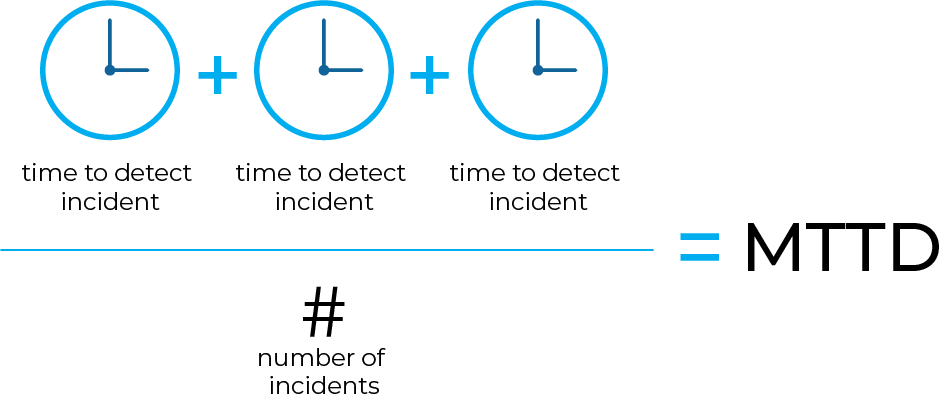 + +
time to detect time to detect time to detect
incident incident incident
= MTTD
#
number of
incidents